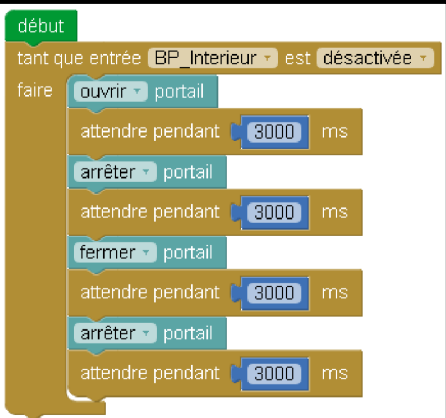 début
tant que entrée BP_Interieur est désactivée
faire ouvrir portail
attendre pendant 3000 ms
arrêter portail
attendre pendant 3000 ms
fermer portail
attendre pendant 3000 ms
arrêter portail
attendre pendant 3000 ms